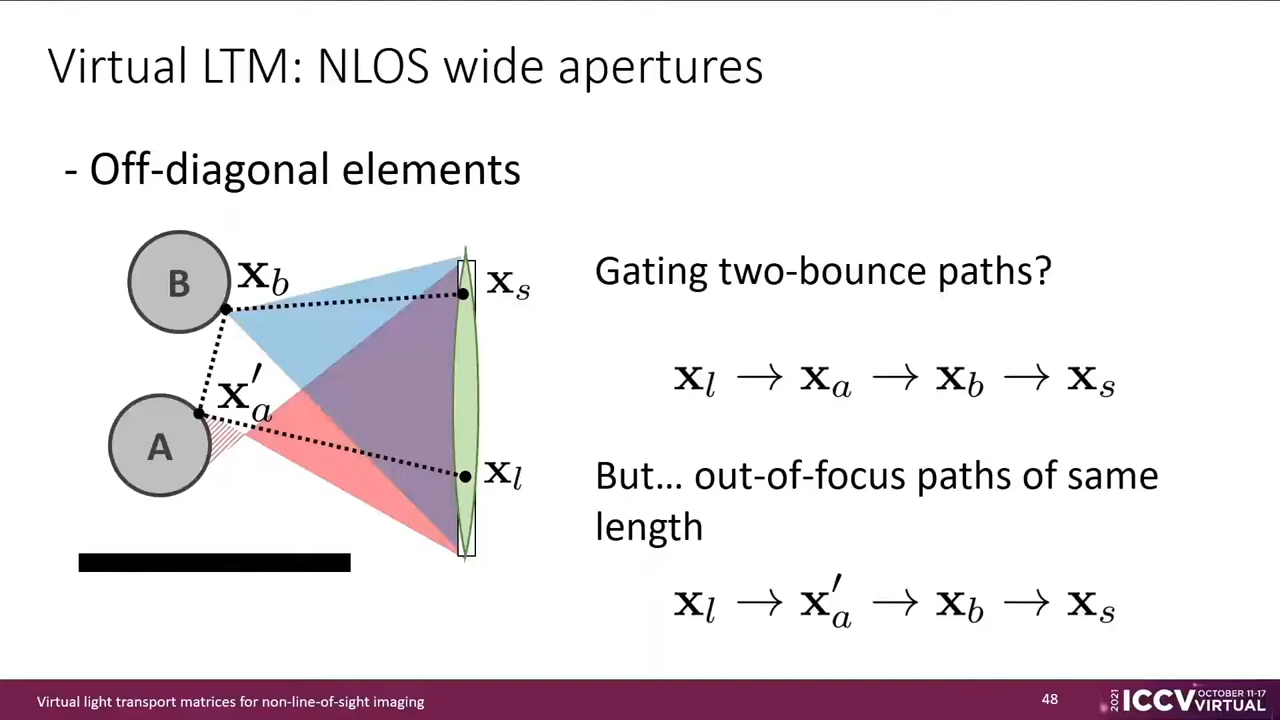 Virtual LTM: NLOS wide apertures
- Off-diagonal elements
B
𝐱_b
𝐱_s
𝐱′_a
A
𝐱_l
Gating two-bounce paths?
𝐱_l → 𝐱_a → 𝐱_b → 𝐱_s
But... out-of-focus paths of same
length
𝐱_l → 𝐱′_a → 𝐱_b → 𝐱_s
Virtual light transport matrices for non-line-of-sight imaging
48
2021
ICCV
OCTOBER 11-17
VIRTUAL